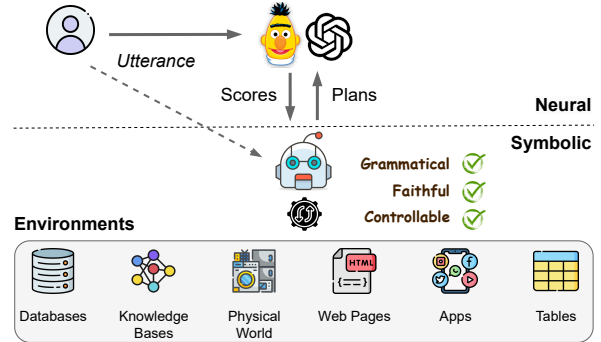 Utterance
Scores
Plans
Neural
Symbolic
Grammatical
Faithful
Controllable
Environments
HTML
{==}
Databases
Knowledge
Bases
Physical
World
Web Pages
Apps
Tables